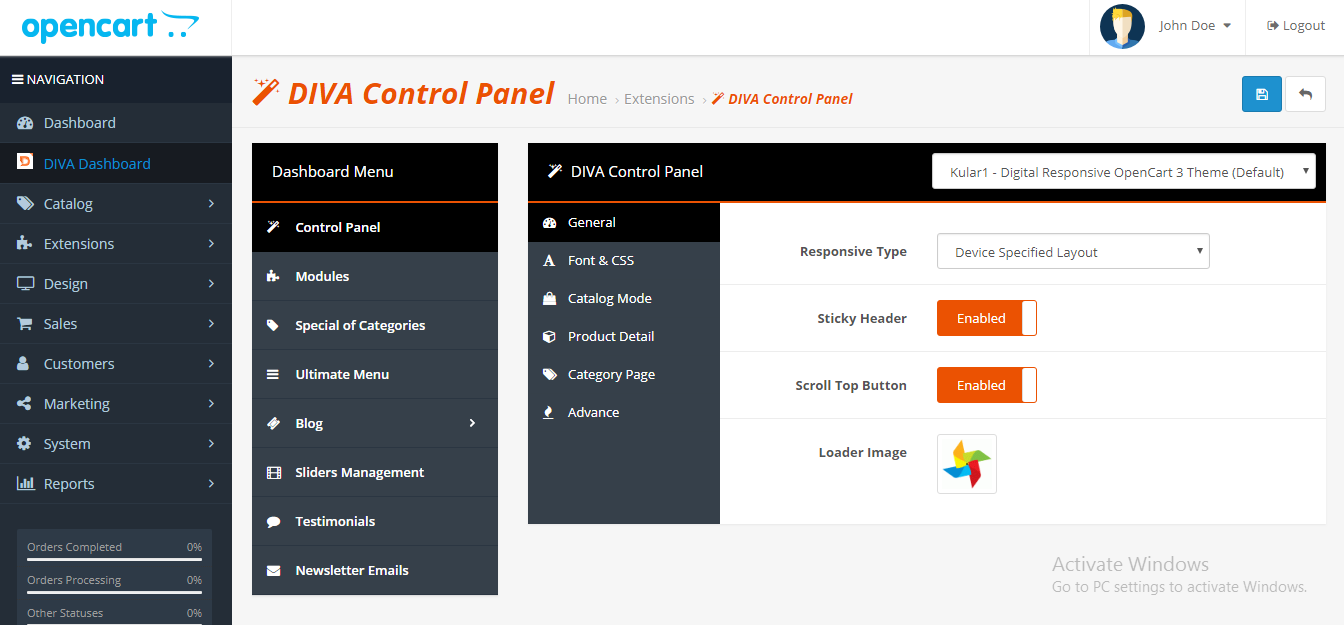 opencart
John Doe
Logout
NAVIGATION
Dashboard
DIVA Dashboard
Catalog
Extensions
Design
Sales
Customers
Marketing
System
Reports
Orders Completed 0%
Orders Processing 0%
Other Statuses 0%
DIVA Control Panel
Home › Extensions › DIVA Control Panel
Dashboard Menu
Control Panel
Modules
Special of Categories
Ultimate Menu
Blog
Sliders Management
Testimonials
Newsletter Emails
DIVA Control Panel
Kular1 - Digital Responsive OpenCart 3 Theme (Default)
General
Font & CSS
Catalog Mode
Product Detail
Category Page
Advance
Responsive Type Device Specified Layout
Sticky Header Enabled
Scroll Top Button Enabled
Loader Image
Activate Windows
Go to PC settings to activate Windows.